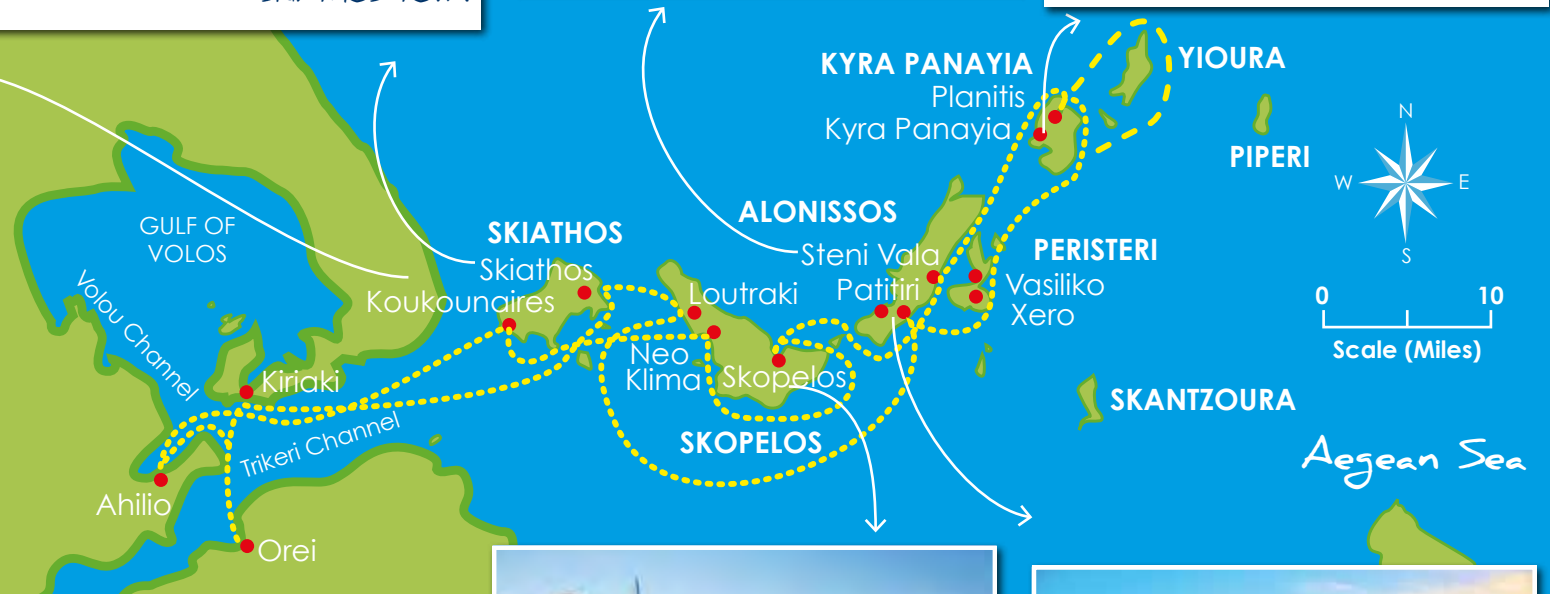 KYRA PANAYIA
Planitis
Kyra Panayia
YIOURA
PIPERI
N
W
E
S
GULF OF
VOLOS
SKIATHOS
Skiathos
Koukounaires
ALONISSOS
Steni Vala
Patitiri
Loutraki
PERISTERI
Vasiliko
Xero
0
10
Scale (Miles)
Volou Channel
Kiriaki
Neo
Klima
Skopelos
SKOPELOS
SKANTZOURA
Trikeri Channel
Aegean Sea
Ahilio
Orei